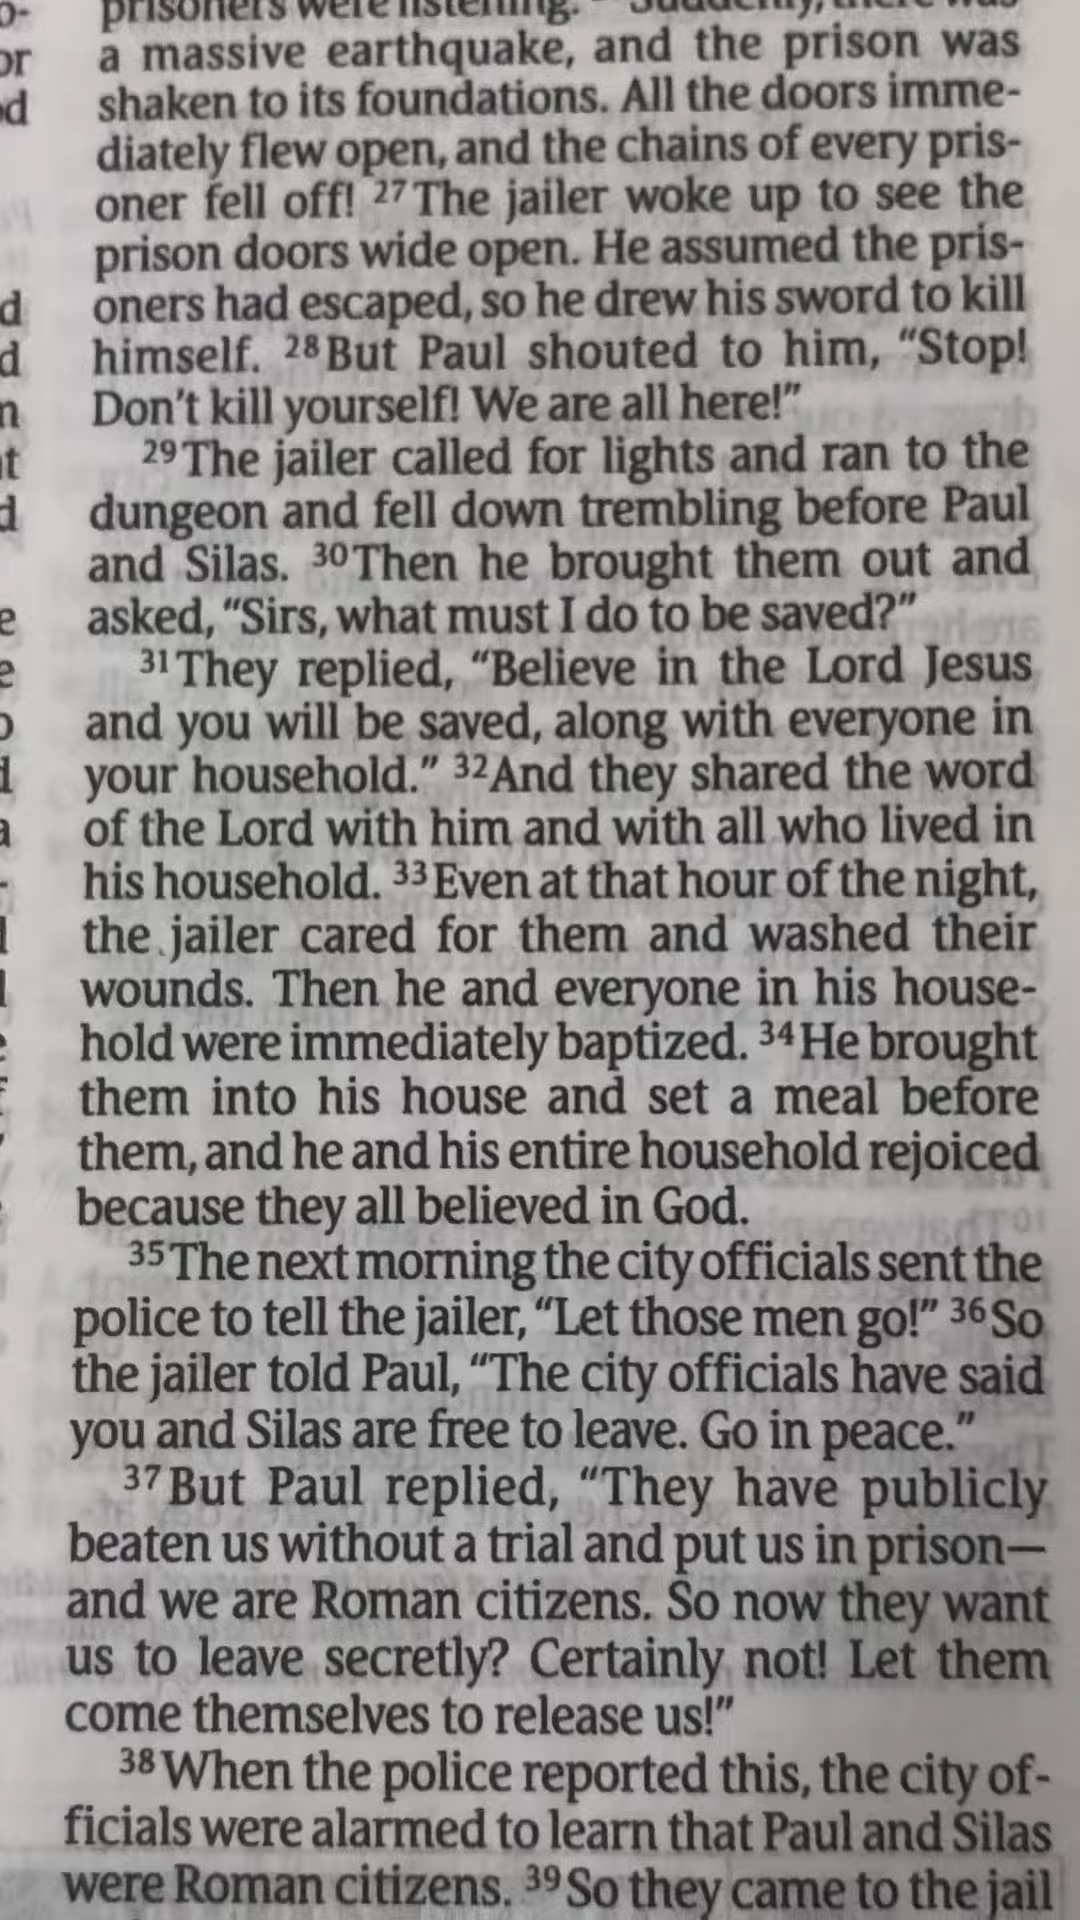 o-
or
od
d
d
n
nt
d
e
e
o
d
a
-
l
l
e
f
prisoners were listening. Suddenly, there was
a massive earthquake, and the prison was
shaken to its foundations. All the doors imme-
diately flew open, and the chains of every pris-
oner fell off! 27 The jailer woke up to see the
prison doors wide open. He assumed the pris-
oners had escaped, so he drew his sword to kill
himself. 28 But Paul shouted to him, “Stop!
Don’t kill yourself! We are all here!”
29 The jailer called for lights and ran to the
dungeon and fell down trembling before Paul
and Silas. 30 Then he brought them out and
asked, “Sirs, what must I do to be saved?”
31 They replied, “Believe in the Lord Jesus
and you will be saved, along with everyone in
your household.” 32 And they shared the word
of the Lord with him and with all who lived in
his household. 33 Even at that hour of the night,
the jailer cared for them and washed their
wounds. Then he and everyone in his house-
hold were immediately baptized. 34 He brought
them into his house and set a meal before
them, and he and his entire household rejoiced
because they all believed in God.
35 The next morning the city officials sent the
police to tell the jailer, “Let those men go!” 36 So
the jailer told Paul, “The city officials have said
you and Silas are free to leave. Go in peace.”
37 But Paul replied, “They have publicly
beaten us without a trial and put us in prison—
and we are Roman citizens. So now they want
us to leave secretly? Certainly not! Let them
come themselves to release us!”
38 When the police reported this, the city of-
ficials were alarmed to learn that Paul and Silas
were Roman citizens. 39 So they came to the jail